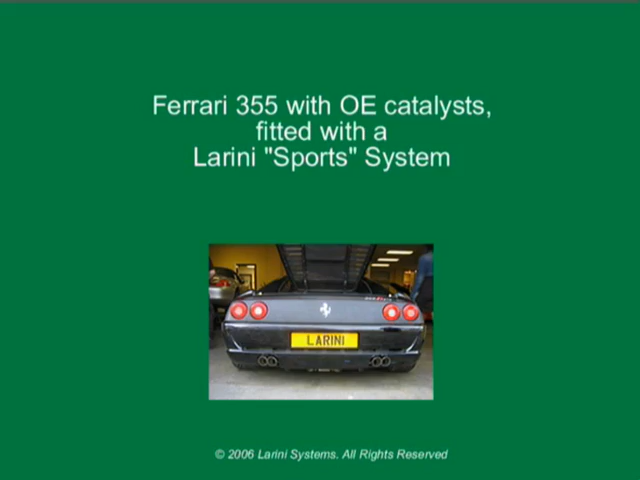 Ferrari 355 with OE catalysts,
fitted with a
Larini "Sports" System
LARINI
© 2006 Larini Systems. All Rights Reserved